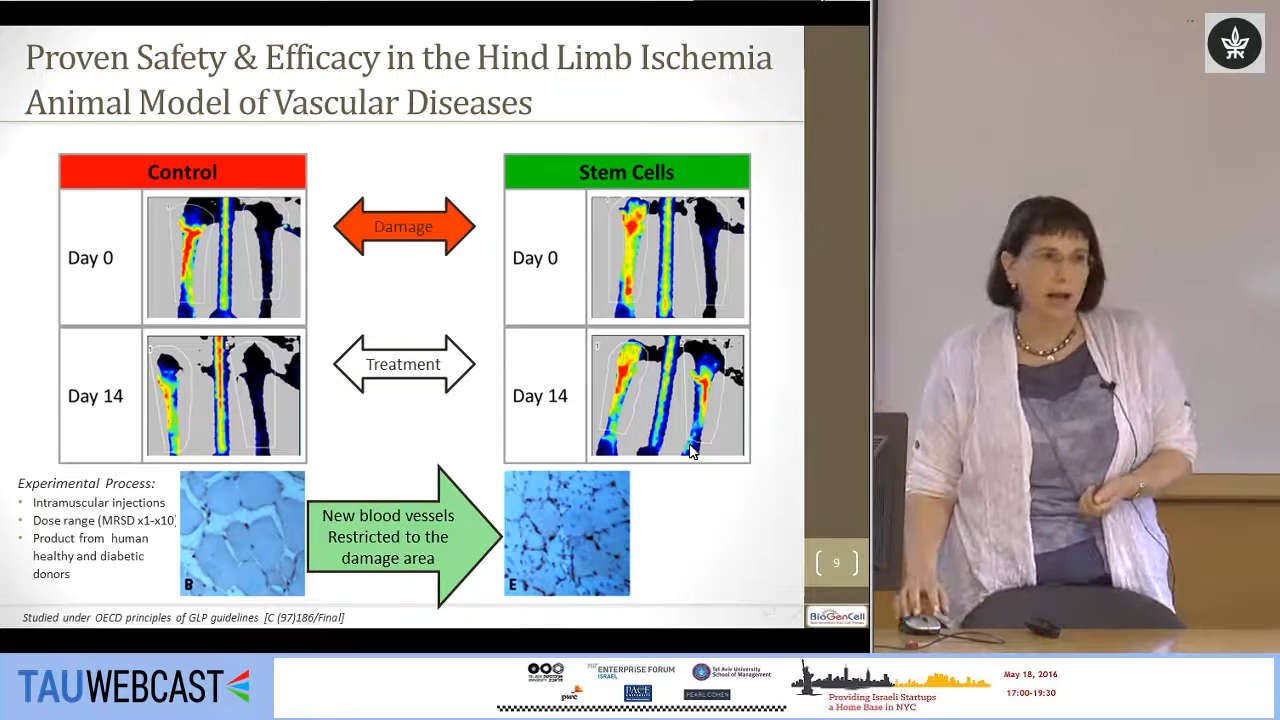 Proven Safety & Efficacy in the Hind Limb Ischemia
Animal Model of Vascular Diseases
Control
Stem Cells
Day 0
Damage
Day 0
Day 14
Treatment
Day 14
Experimental Process:
• Intramuscular injections
• Dose range (MRSD x1-x10)
• Product from human
healthy and diabetic
donors
B
New blood vessels
Restricted to the
damage area
E
9
Studied under OECD principles of GLP guidelines [C (97)186/Final]
BioGenCell
TAUWEBCAST
ENTERPRISE FORUM
ISRAEL
Tel Aviv University
School of Management
pwc
PACE
UNIVERSITY
PEARL COHEN
Providing Israeli Startups
a Home Base in NYC
May 18, 2016
17:00-19:30